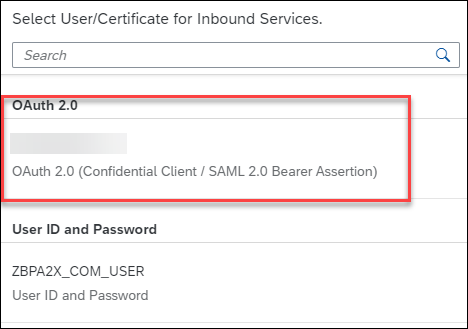 Select User/Certificate for Inbound Services.
Search
OAuth 2.0
OAuth 2.0 (Confidential Client / SAML 2.0 Bearer Assertion)
User ID and Password
ZBPA2X_COM_USER
User ID and Password